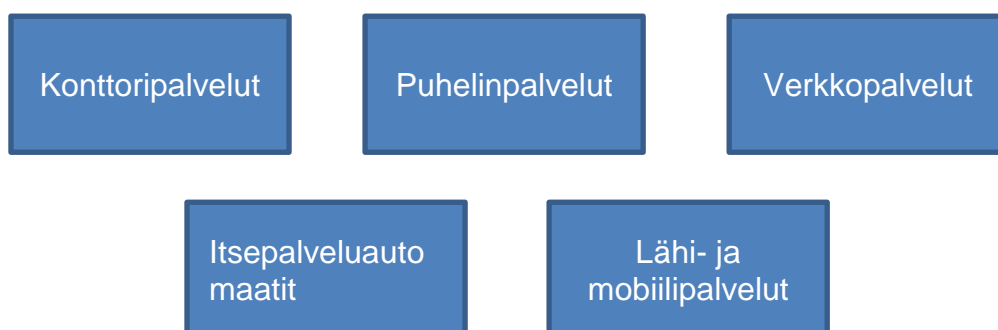 Konttoripalvelut
Puhelinpalvelut
Verkkopalvelut
Itsepalveluauto
maatit
Lähi- ja
mobiilipalvelut